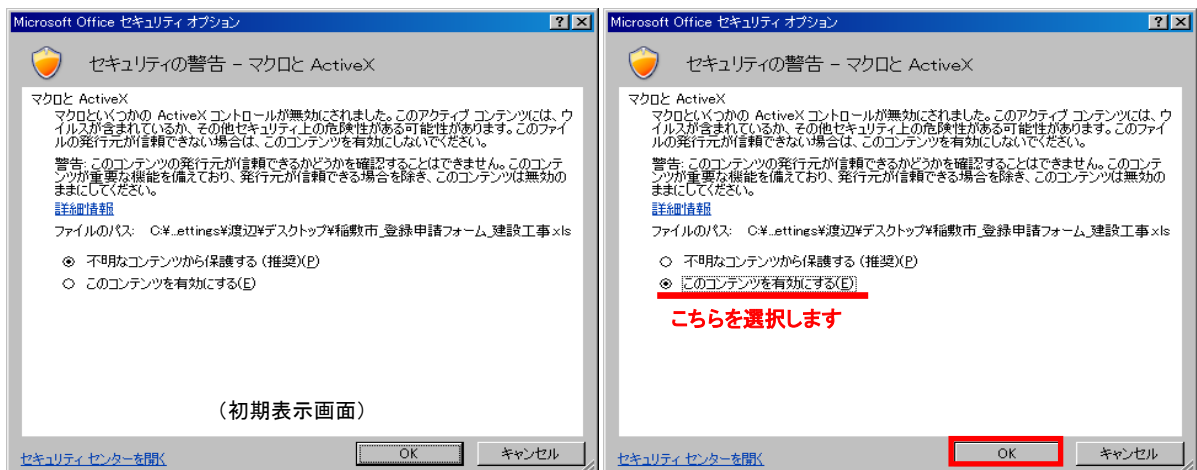 Microsoft Office セキュリティ オプション
セキュリティの警告 - マクロと ActiveX
マクロと ActiveX
マクロといくつかの ActiveX コントロールが無効にされました。このアクティブ コンテンツには、ウ
イルスが含まれているか、その他セキュリティ上の危険性がある可能性があります。このファイ
ルの発行元が信頼できない場合は、このコンテンツを有効にしないでください。
警告: このコンテンツの発行元が信頼できるかどうかを確認することはできません。このコンテ
ンツが重要な機能を備えており、発行元が信頼できる場合を除き、このコンテンツは無効の
ままにしてください。
詳細情報
ファイルのパス: C:¥...ettings¥渡辺¥デスクトップ¥稲敷市_登録申請フォーム_建設工事.xls
不明なコンテンツから保護する (推奨)(P)
このコンテンツを有効にする(E)
(初期表示画面)
セキュリティ センターを開く
OK
キャンセル
Microsoft Office セキュリティ オプション
セキュリティの警告 - マクロと ActiveX
マクロと ActiveX
マクロといくつかの ActiveX コントロールが無効にされました。このアクティブ コンテンツには、ウ
イルスが含まれているか、その他セキュリティ上の危険性がある可能性があります。このファイ
ルの発行元が信頼できない場合は、このコンテンツを有効にしないでください。
警告: このコンテンツの発行元が信頼できるかどうかを確認することはできません。このコンテ
ンツが重要な機能を備えており、発行元が信頼できる場合を除き、このコンテンツは無効の
ままにしてください。
詳細情報
ファイルのパス: C:¥...ettings¥渡辺¥デスクトップ¥稲敷市_登録申請フォーム_建設工事.xls
不明なコンテンツから保護する (推奨)(P)
このコンテンツを有効にする(E)
こちらを選択します
セキュリティ センターを開く
OK
キャンセル